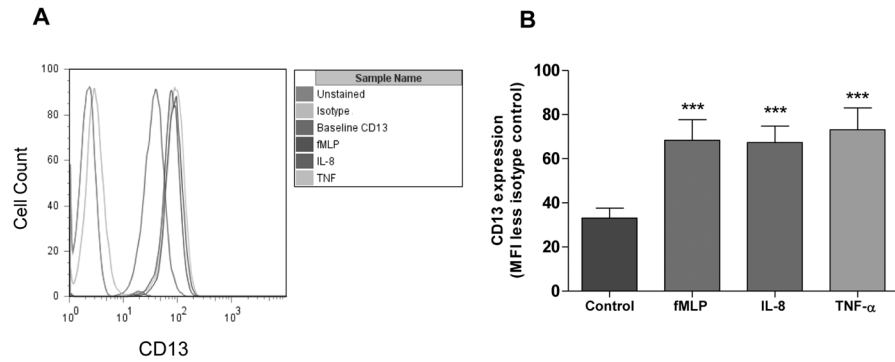 A
Cell Count
100
80
60
40
20
0
10^0
10^1
10^2
10^3
CD13
Sample Name
Unstained
Isotype
Baseline CD13
fMLP
IL-8
TNF
B
CD13 expression
(MFI less isotype control)
100
80
60
40
20
0
***
***
***
Control
fMLP
IL-8
TNF-α